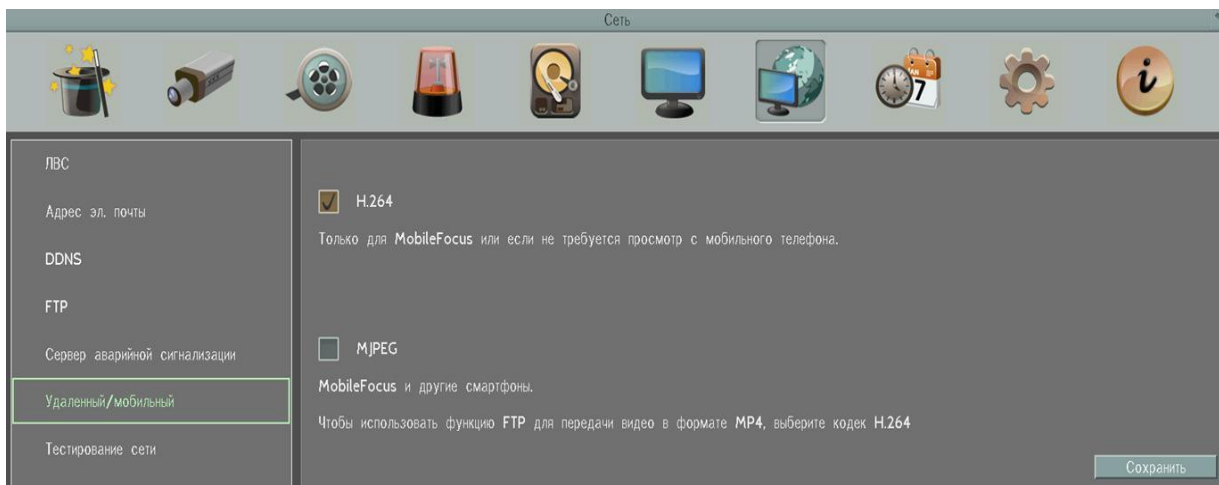 Сеть
7
i
ЛВС
Адрес эл. почты
DDNS
FTP
Сервер аварийной сигнализации
Удаленный/мобильный
Тестирование сети
H.264
Только для MobileFocus или если не требуется просмотр с мобильного телефона.
MJPEG
MobileFocus и другие смартфоны.
Чтобы использовать функцию FTP для передачи видео в формате MP4, выберите кодек H.264
Сохранить